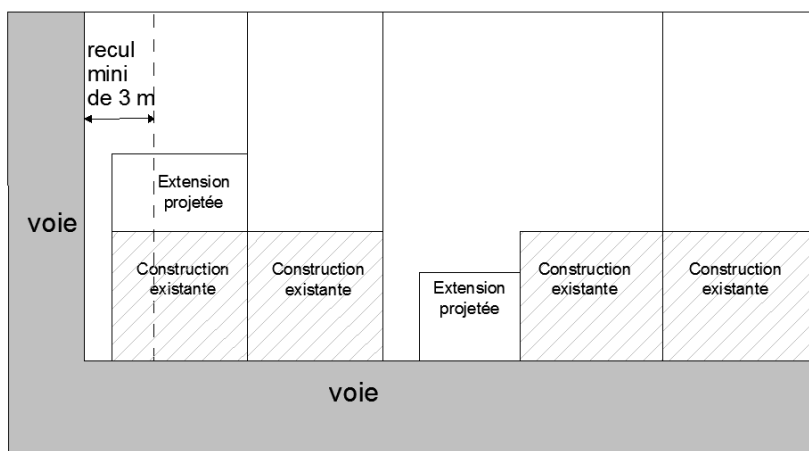 recul
mini
de 3 m
Extension
projetée
voie
Construction
existante
Construction
existante
Extension
projetée
Construction
existante
Construction
existante
voie